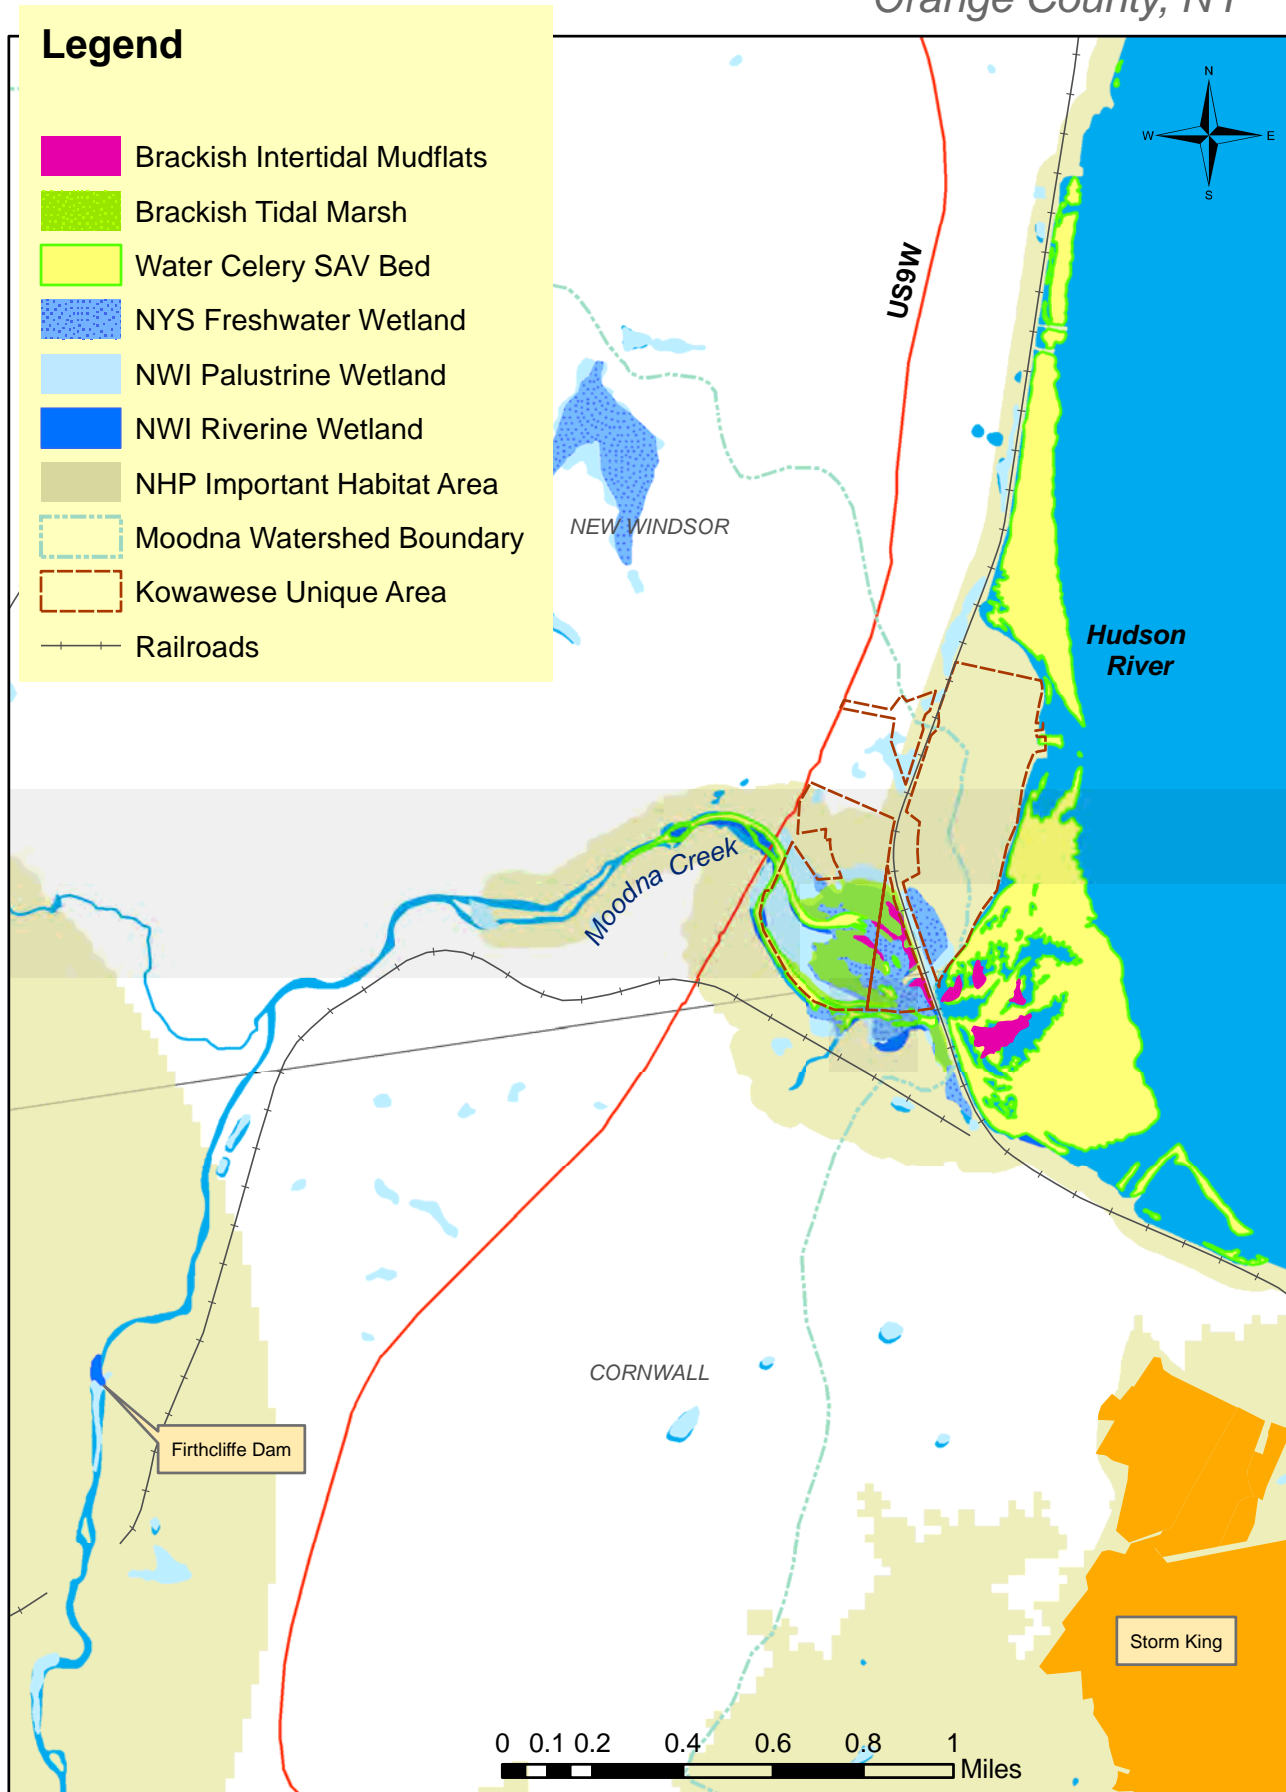 Orange County, NY
Legend
Brackish Intertidal Mudflats
Brackish Tidal Marsh
Water Celery SAV Bed
NYS Freshwater Wetland
NWI Palustrine Wetland
NWI Riverine Wetland
NHP Important Habitat Area
Moodna Watershed Boundary
Kowawese Unique Area
Railroads
N
W
E
S
US9W
NEW WINDSOR
Hudson
River
Moodna Creek
CORNWALL
Firthcliffe Dam
Storm King
0 0.1 0.2 0.4 0.6 0.8 1
Miles